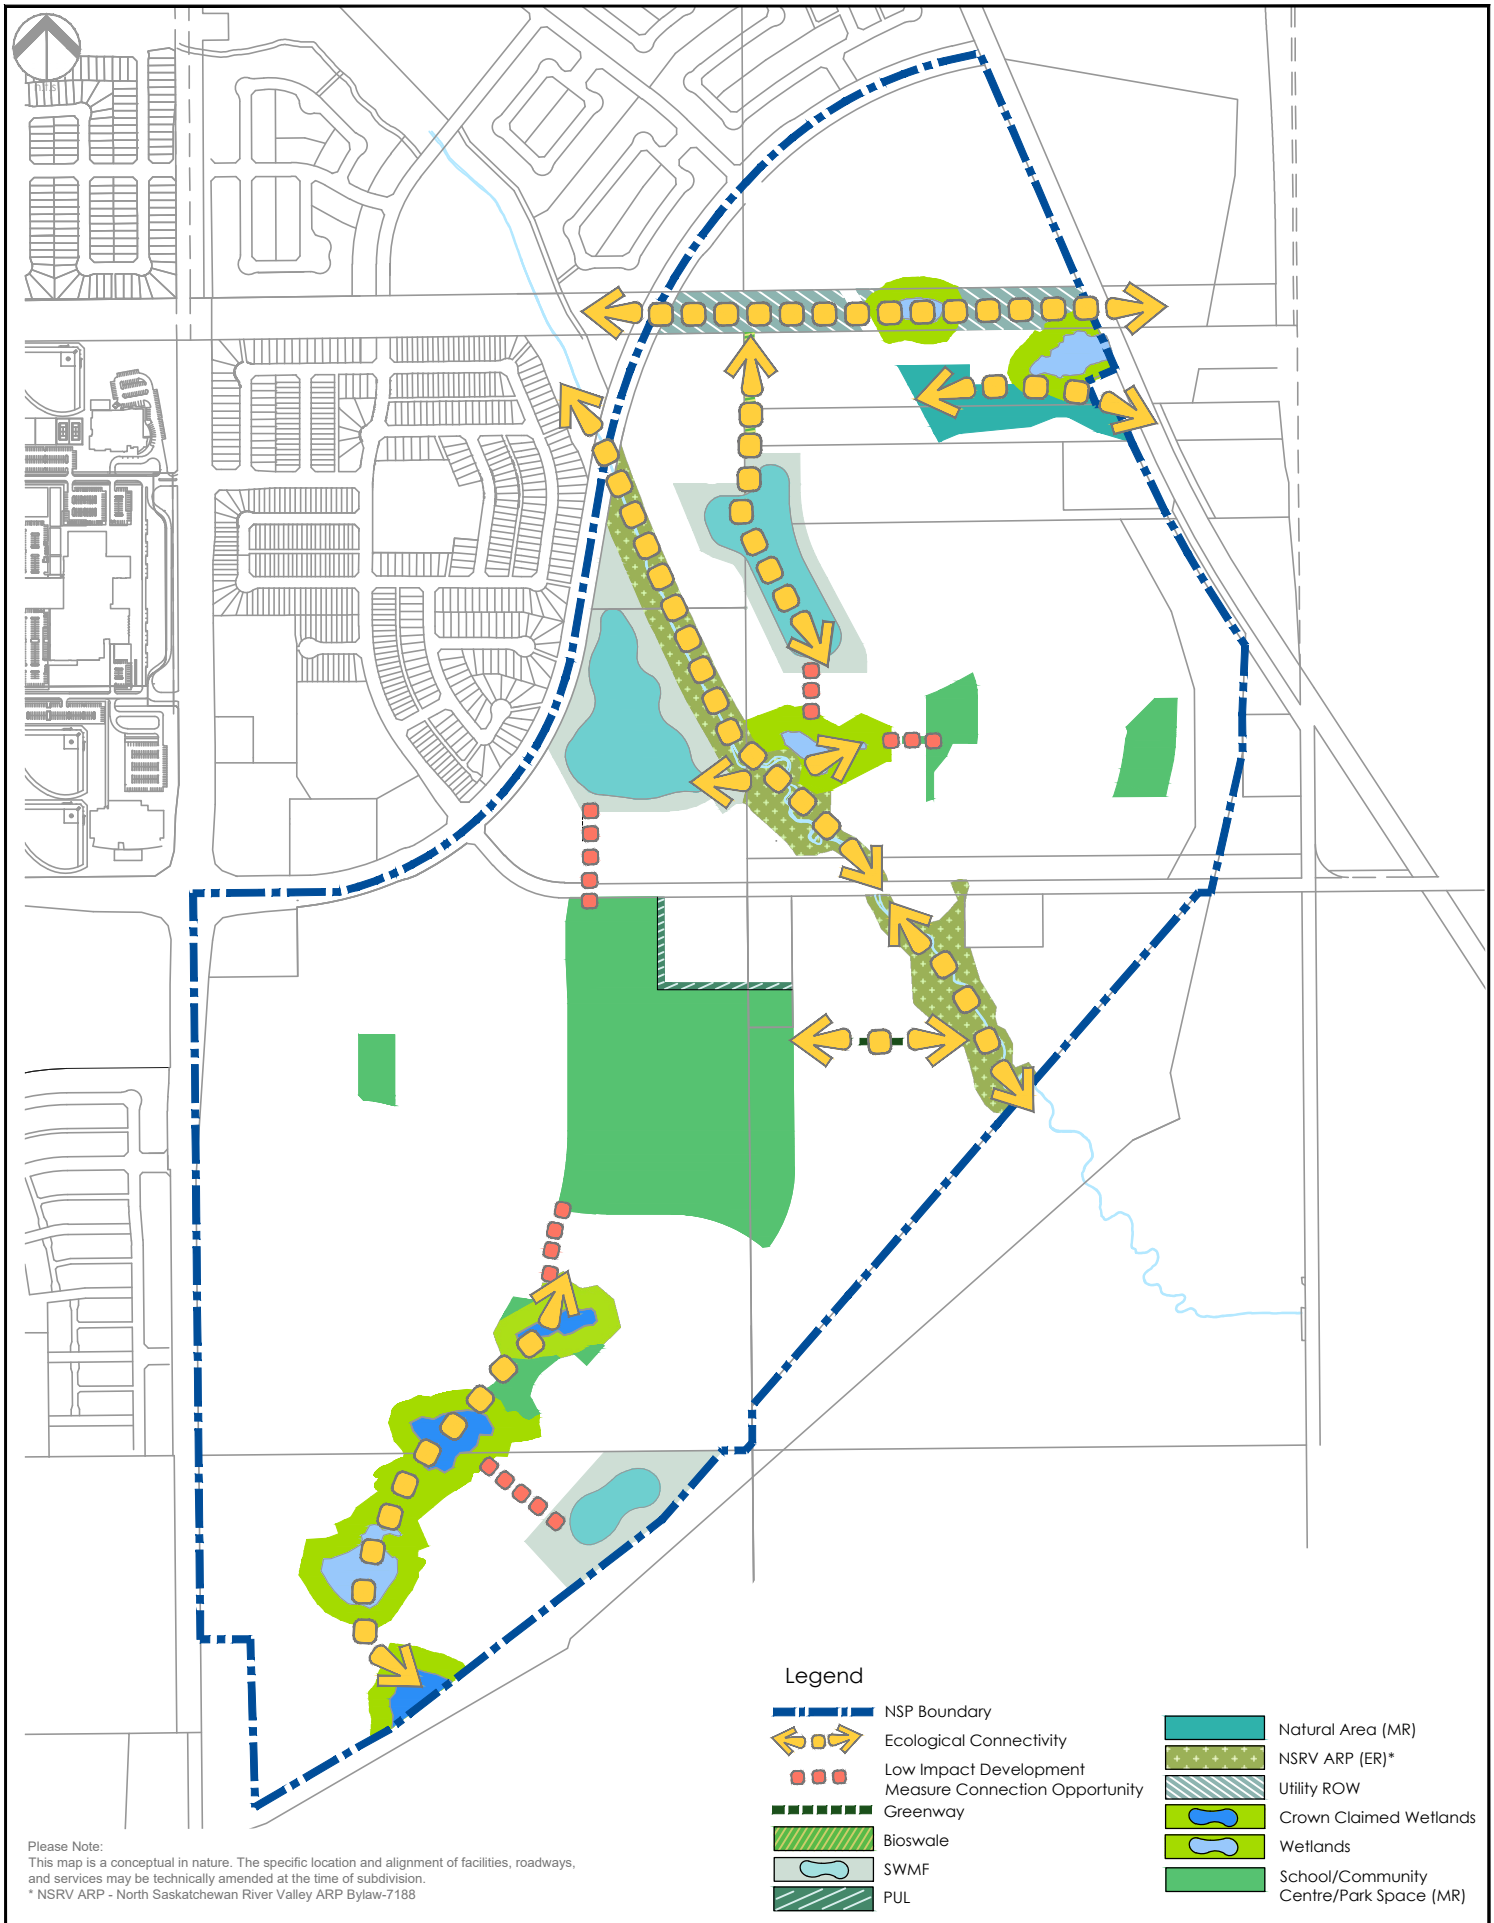 n.t.s
Legend
NSP Boundary
Ecological Connectivity
Low Impact Development
Measure Connection Opportunity
Greenway
Bioswale
SWMF
PUL
Natural Area (MR)
NSRV ARP (ER)*
Utility ROW
Crown Claimed Wetlands
Wetlands
School/Community
Centre/Park Space (MR)
Please Note:
This map is a conceptual in nature. The specific location and alignment of facilities, roadways,
and services may be technically amended at the time of subdivision.
* NSRV ARP - North Saskatchewan River Valley ARP Bylaw-7188